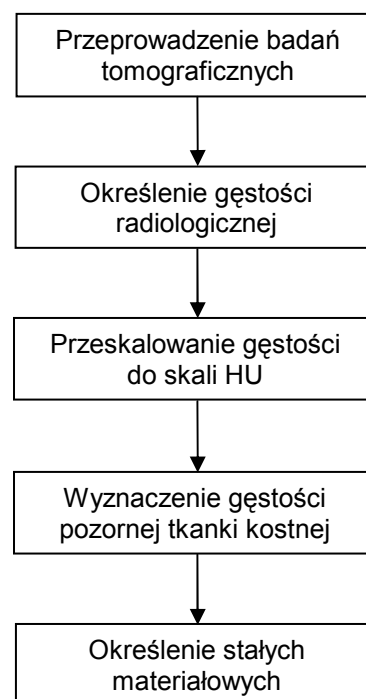 Przeprowadzenie badań
tomograficznych
Określenie gęstości
radiologicznej
Przeskalowanie gęstości
do skali HU
Wyznaczenie gęstości
pozornej tkanki kostnej
Określenie stałych
materiałowych